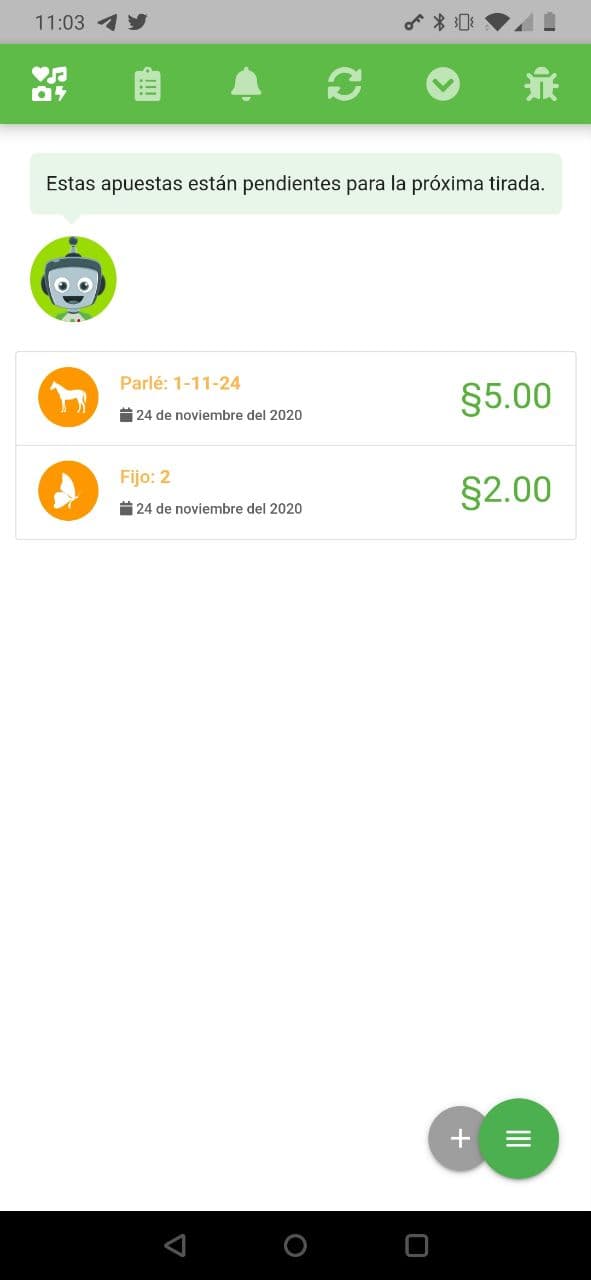 11:03
Estas apuestas están pendientes para la próxima tirada.
Parlé: 1-11-24
24 de noviembre del 2020
§5.00
Fijo: 2
24 de noviembre del 2020
§2.00